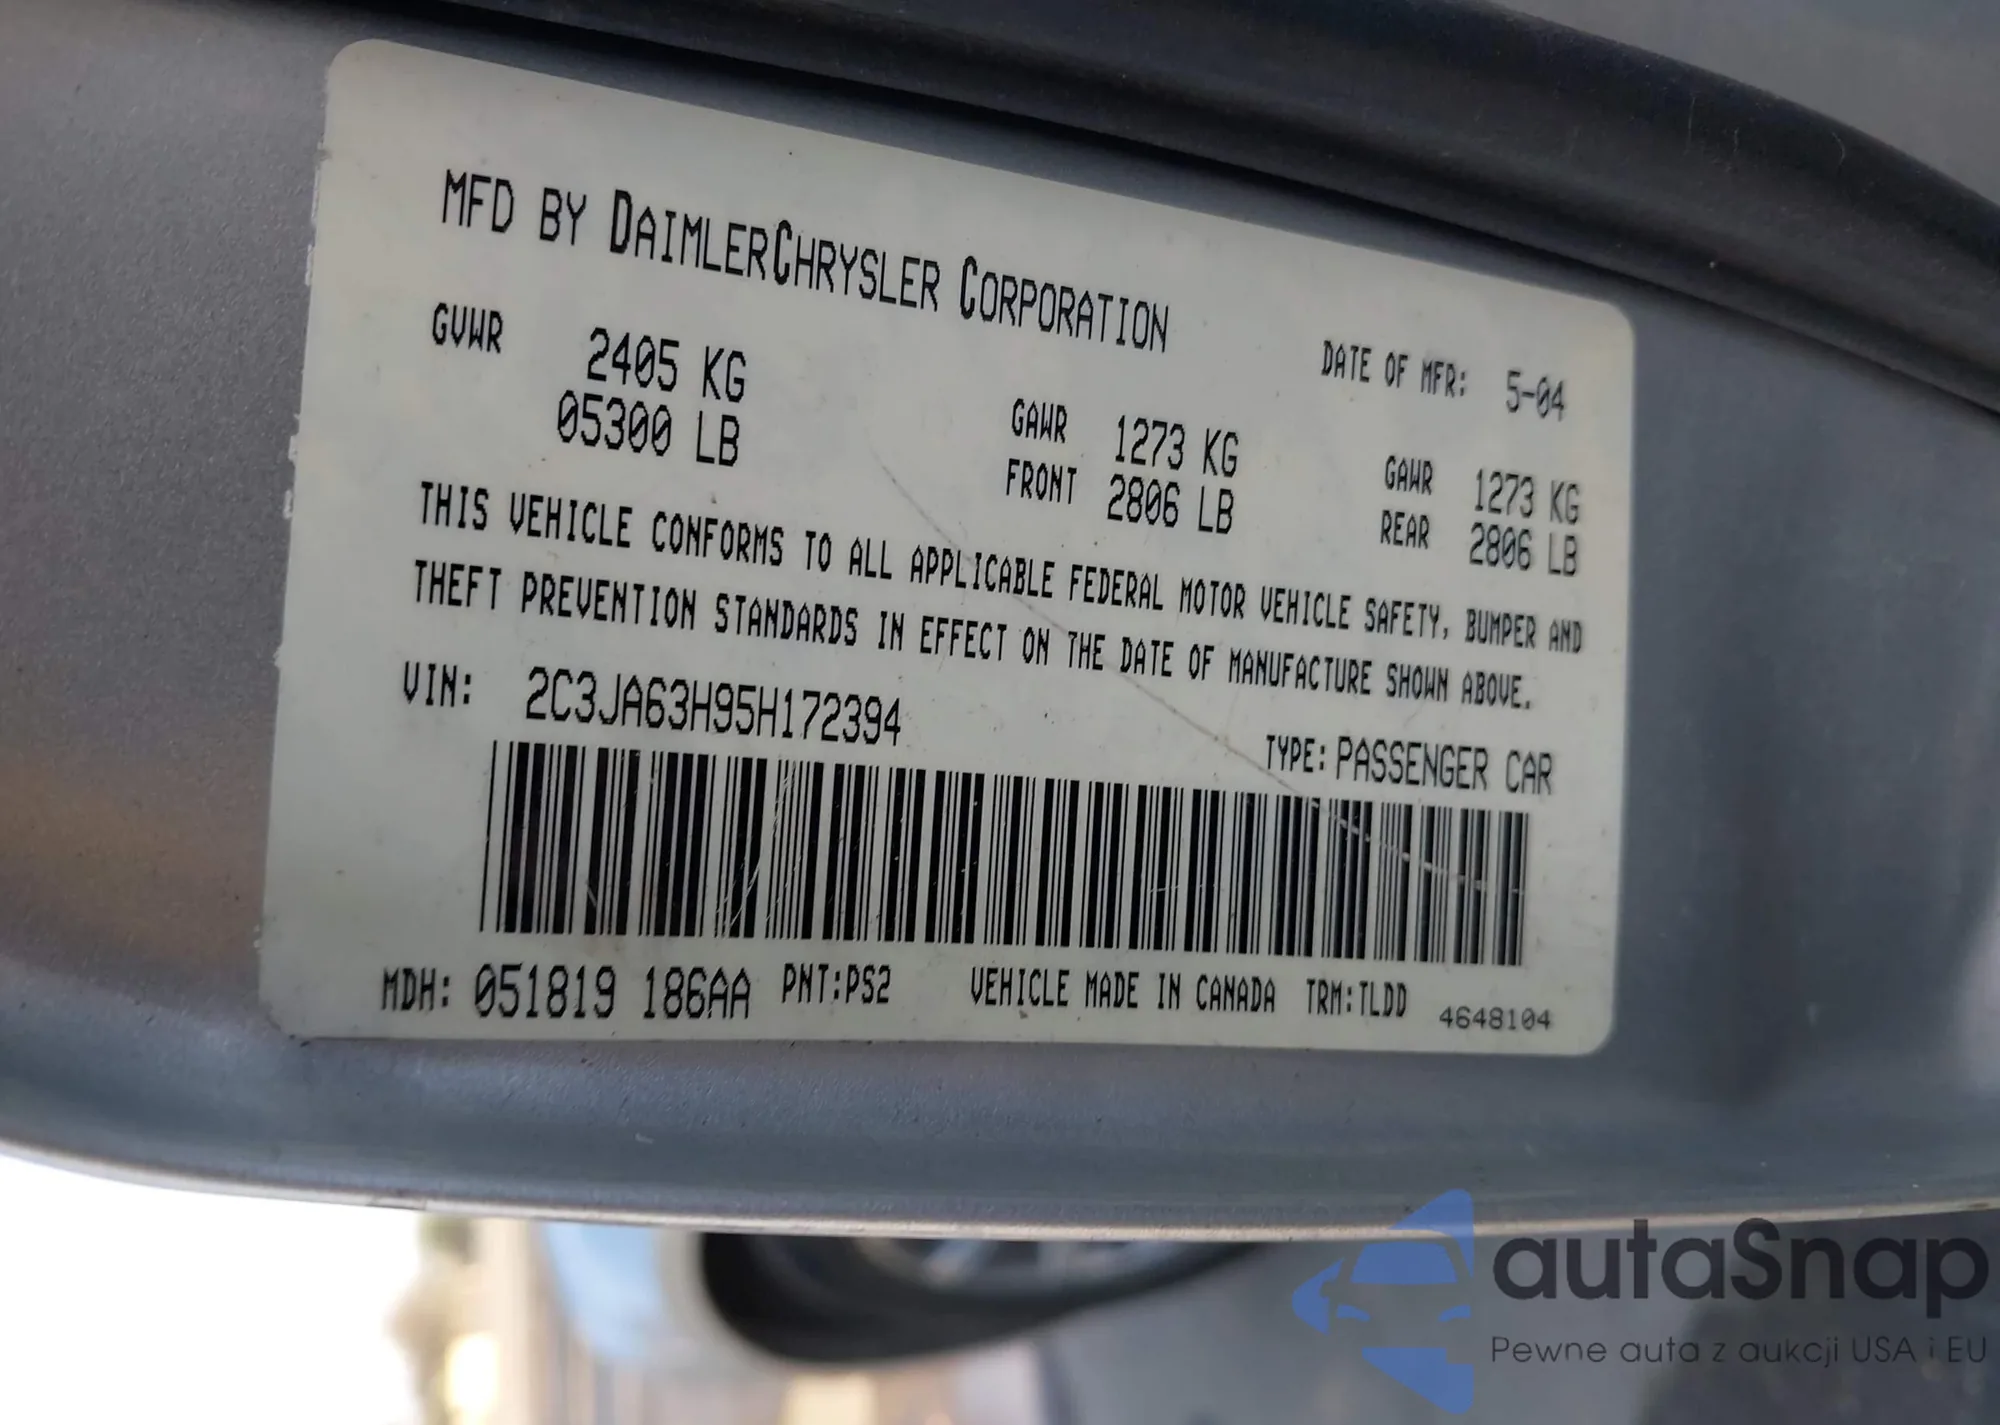 MFD BY DAIMLERCHRYSLER CORPORATION
DATE OF MFR: 5-04
GVWR 2405 KG
05300 LB
GAWR 1273 KG
FRONT 2806 LB
GAWR 1273 KG
REAR 2806 LB
THIS VEHICLE CONFORMS TO ALL APPLICABLE FEDERAL MOTOR VEHICLE SAFETY, BUMPER AND
THEFT PREVENTION STANDARDS IN EFFECT ON THE DATE OF MANUFACTURE SHOWN ABOVE.
VIN: 2C3JA63H95H172394
TYPE: PASSENGER CAR
MDH: 051819 186AA PNT:PS2 VEHICLE MADE IN CANADA TRM:TLDD 4648104
autaSnap
Pewne auta z aukcji USA i EU